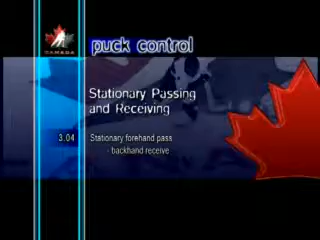 CANADA
puck control
Stationary Passing
and Receiving
3.04 Stationary forehand pass
- backhand receive